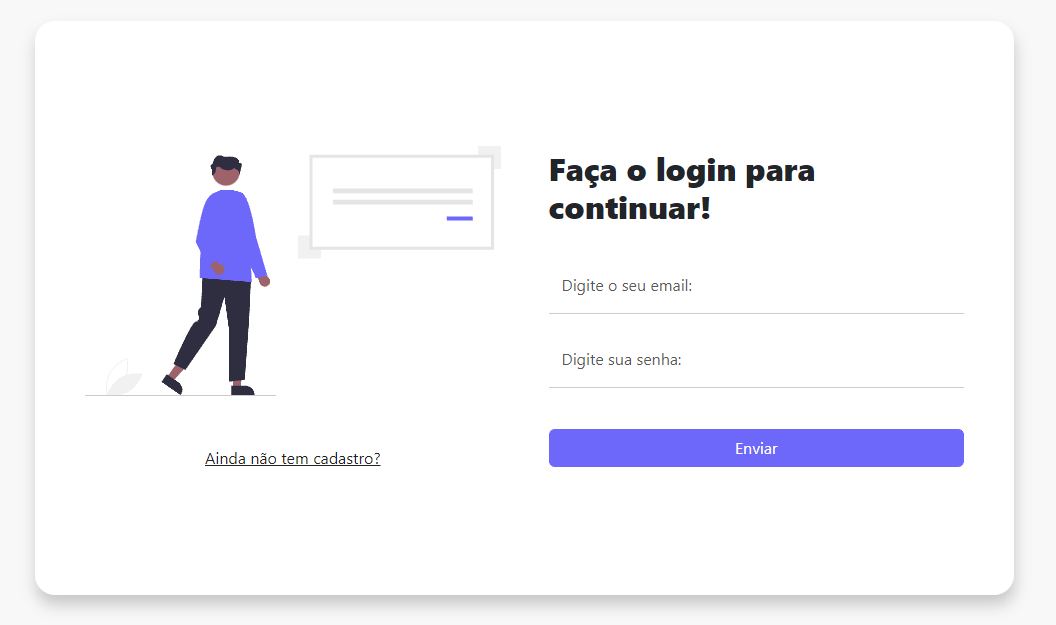 Faça o login para
continuar!
Digite o seu email:
Digite sua senha:
Enviar
Ainda não tem cadastro?